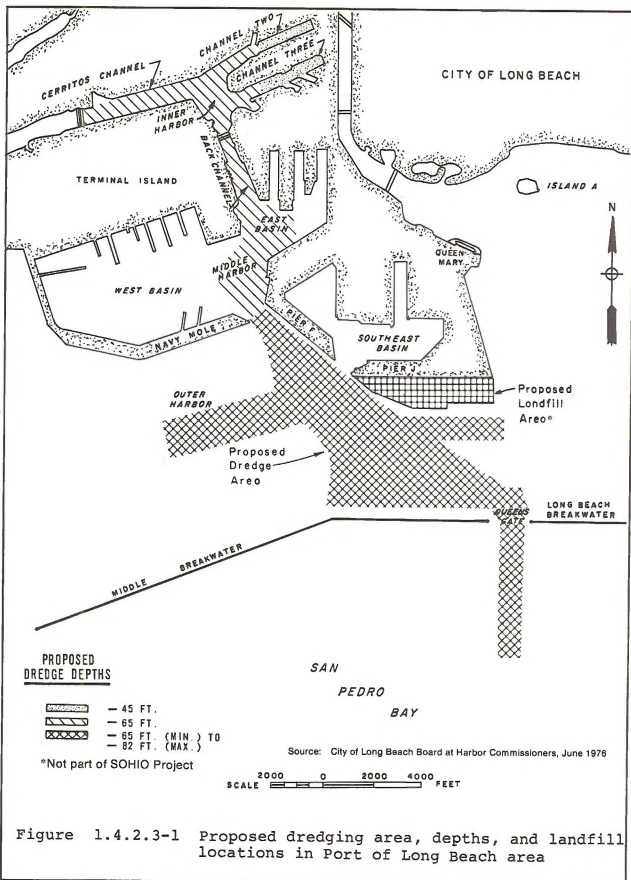 CHANNEL TWO
CHANNEL THREE
CERRITOS CHANNEL
INNER HARBOR
BACK CHANNEL
CITY OF LONG BEACH
TERMINAL ISLAND
ISLAND A
N
EAST BASIN
MIDDLE HARBOR
QUEEN MARY
WEST BASIN
PIER F
SOUTHEAST BASIN
NAVY MOLE
PIER J
OUTER HARBOR
Proposed
Landfill
Area*
Proposed
Dredge
Area
QUEENS GATE
LONG BEACH
BREAKWATER
MIDDLE BREAKWATER
SAN
PEDRO
BAY
PROPOSED
DREDGE DEPTHS
— 45 FT.
— 65 FT.
— 65 FT. (MIN.) TO
— 82 FT. (MAX.)
*Not part of SOHIO Project
Source: City of Long Beach Board at Harbor Commissioners, June 1976
SCALE 2000 0 2000 4000 FEET
Figure 1.4.2.3-1 Proposed dredging area, depths, and landfill
locations in Port of Long Beach area